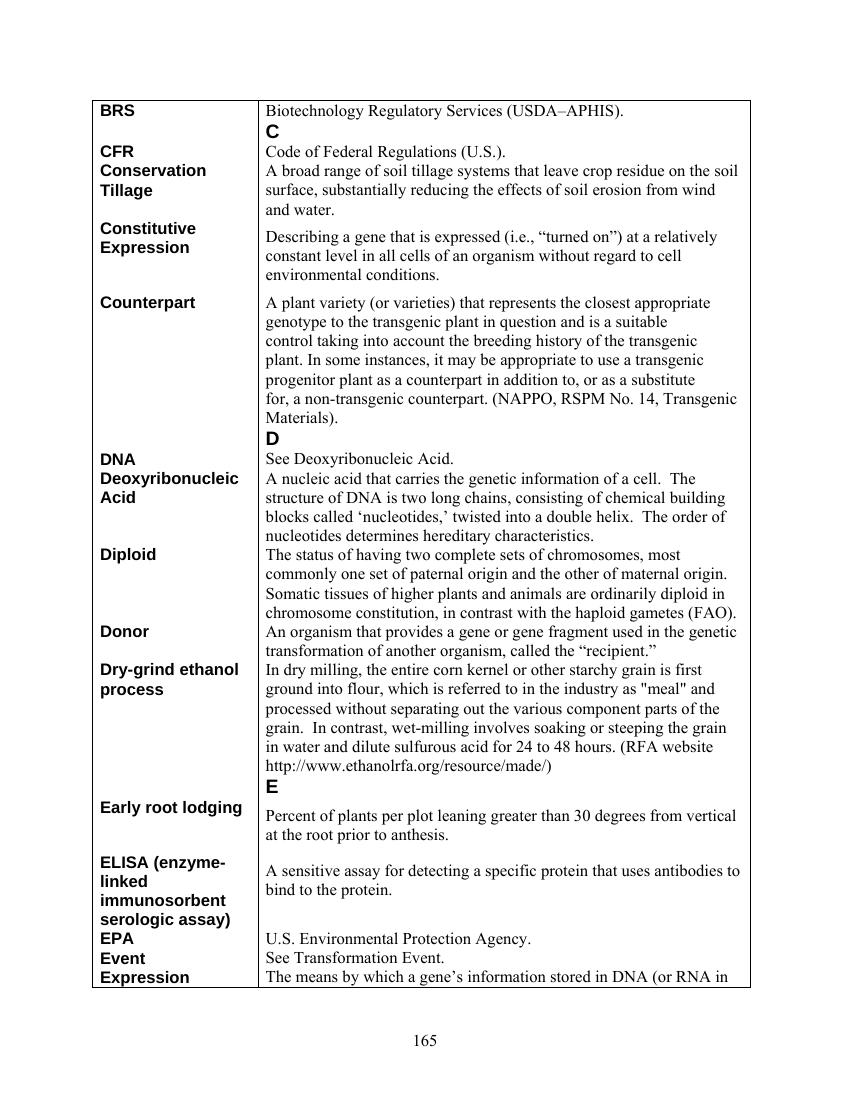 BRS Biotechnology Regulatory Services (USDA–APHIS).
C
CFR Code of Federal Regulations (U.S.).
Conservation A broad range of soil tillage systems that leave crop residue on the soil
Tillage surface, substantially reducing the effects of soil erosion from wind
and water.
Constitutive
Expression
Describing a gene that is expressed (i.e., “turned on”) at a relatively
constant level in all cells of an organism without regard to cell
environmental conditions.
Counterpart A plant variety (or varieties) that represents the closest appropriate
genotype to the transgenic plant in question and is a suitable
control taking into account the breeding history of the transgenic
plant. In some instances, it may be appropriate to use a transgenic
progenitor plant as a counterpart in addition to, or as a substitute
for, a non-transgenic counterpart. (NAPPO, RSPM No. 14, Transgenic
Materials).
D
DNA See Deoxyribonucleic Acid.
Deoxyribonucleic A nucleic acid that carries the genetic information of a cell.  The
Acid structure of DNA is two long chains, consisting of chemical building
blocks called ‘nucleotides,’ twisted into a double helix.  The order of
nucleotides determines hereditary characteristics.
Diploid The status of having two complete sets of chromosomes, most
commonly one set of paternal origin and the other of maternal origin.
Somatic tissues of higher plants and animals are ordinarily diploid in
chromosome constitution, in contrast with the haploid gametes (FAO).
Donor An organism that provides a gene or gene fragment used in the genetic
transformation of another organism, called the “recipient.”
Dry-grind ethanol In dry milling, the entire corn kernel or other starchy grain is first
process ground into flour, which is referred to in the industry as "meal" and
processed without separating out the various component parts of the
grain.  In contrast, wet-milling involves soaking or steeping the grain
in water and dilute sulfurous acid for 24 to 48 hours. (RFA website
http://www.ethanolrfa.org/resource/made/)
E
Early root lodging Percent of plants per plot leaning greater than 30 degrees from vertical
at the root prior to anthesis.
ELISA (enzyme-
linked
immunosorbent
serologic assay)
A sensitive assay for detecting a specific protein that uses antibodies to
bind to the protein.
EPA U.S. Environmental Protection Agency.
Event See Transformation Event.
Expression The means by which a gene’s information stored in DNA (or RNA in
165